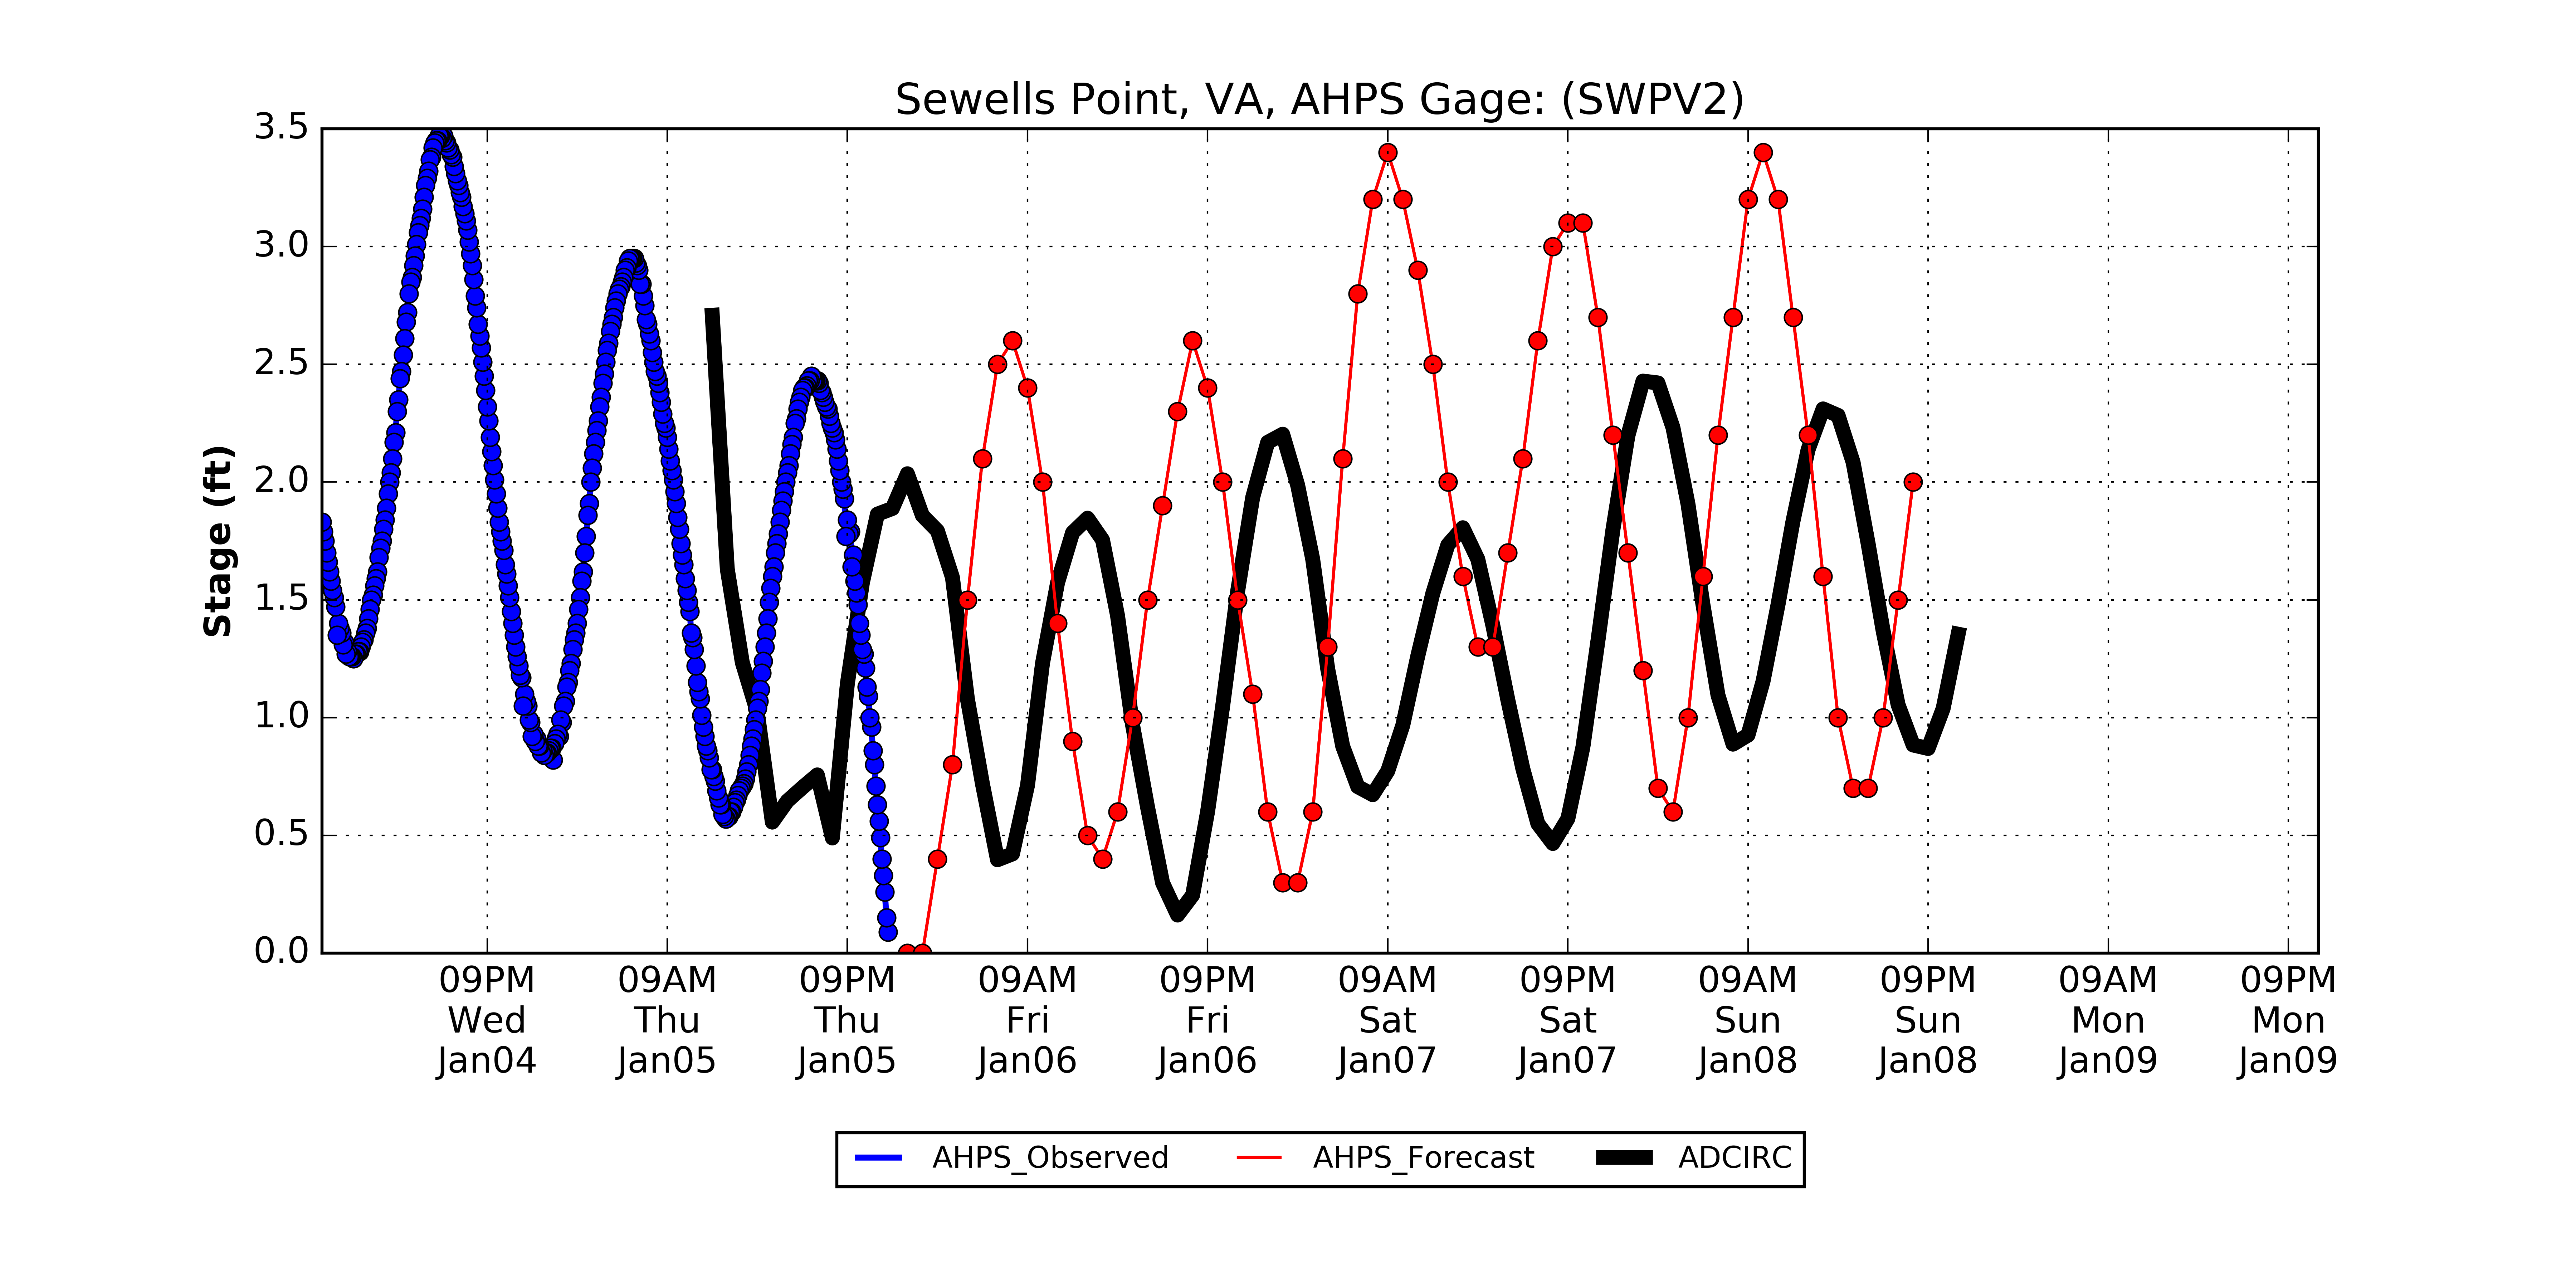 Sewells Point, VA, AHPS Gage: (SWPV2)
3.5
3.0
2.5
2.0
1.5
1.0
0.5
0.0
Stage (ft)
09PM 09AM 09PM 09AM 09PM 09AM 09PM 09AM 09PM 09AM 09PM
Wed Thu Thu Fri Fri Sat Sat Sun Sun Mon Mon
Jan04 Jan05 Jan05 Jan06 Jan06 Jan07 Jan07 Jan08 Jan08 Jan09 Jan09
AHPS_Observed AHPS_Forecast ADCIRC